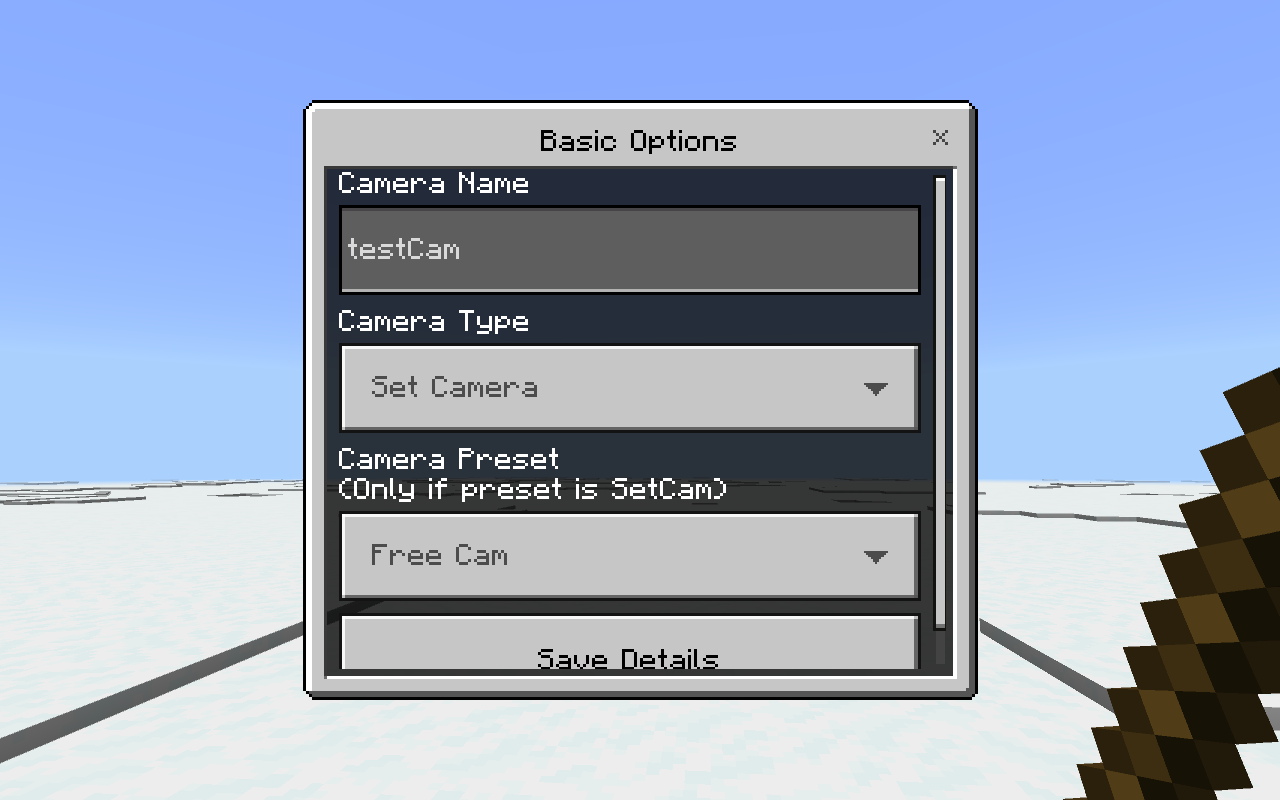 Basic Options
Camera Name
testCam
Camera Type
Set Camera
Camera Preset
(Only if preset is SetCam)
Free Cam
Save Details